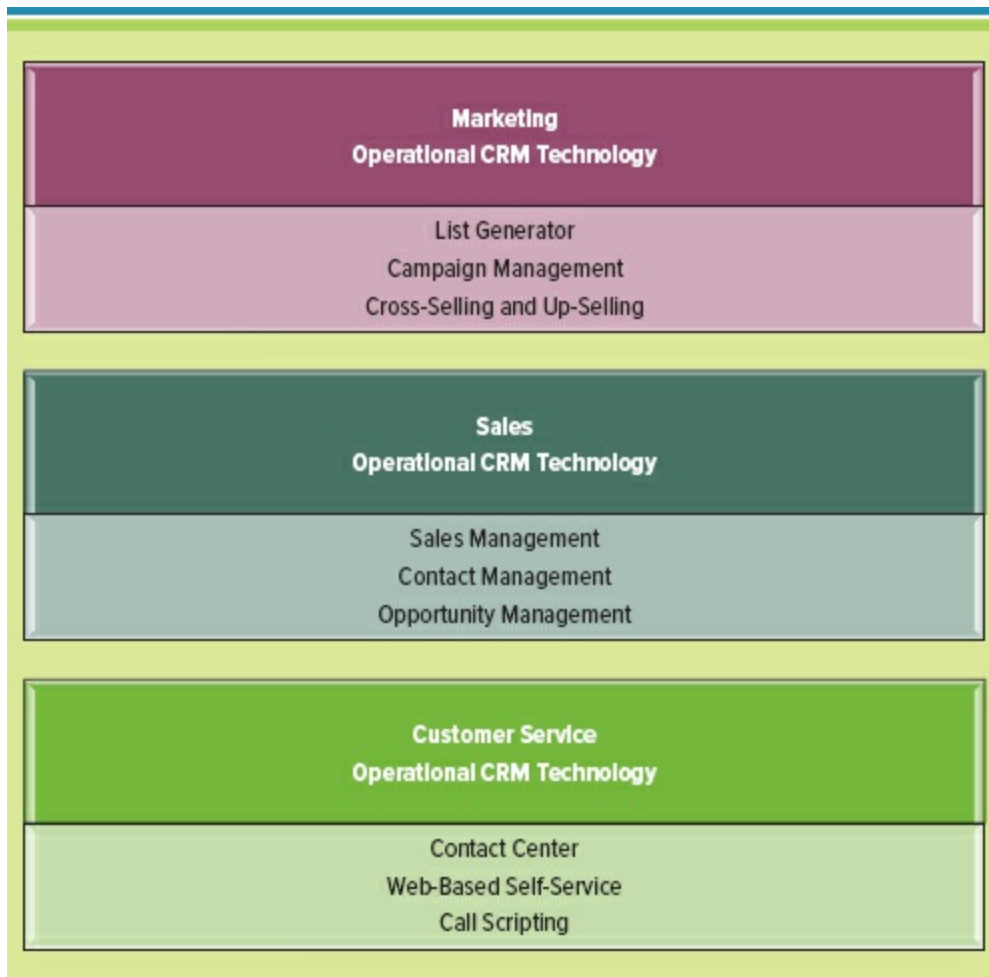 Marketing
Operational CRM Technology
List Generator
Campaign Management
Cross-Selling and Up-Selling
Sales
Operational CRM Technology
Sales Management
Contact Management
Opportunity Management
Customer Service
Operational CRM Technology
Contact Center
Web-Based Self-Service
Call Scripting